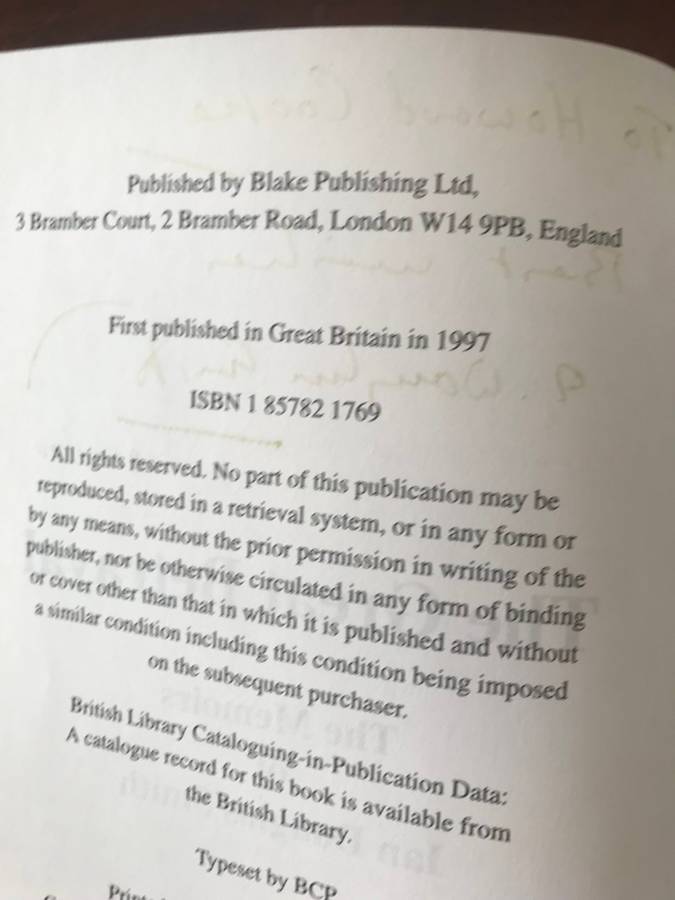 Published by Blake Publishing Ltd,
3 Bramber Court, 2 Bramber Road, London W14 9PB, England
First published in Great Britain in 1997
ISBN 1 85782 1769
All rights reserved. No part of this publication may be
reproduced, stored in a retrieval system, or in any form or
by any means, without the prior permission in writing of the
publisher, nor be otherwise circulated in any form of binding
or cover other than that in which it is published and without
a similar condition including this condition being imposed
on the subsequent purchaser.
British Library Cataloguing-in-Publication Data:
A catalogue record for this book is available from
the British Library.
Typeset by BCP